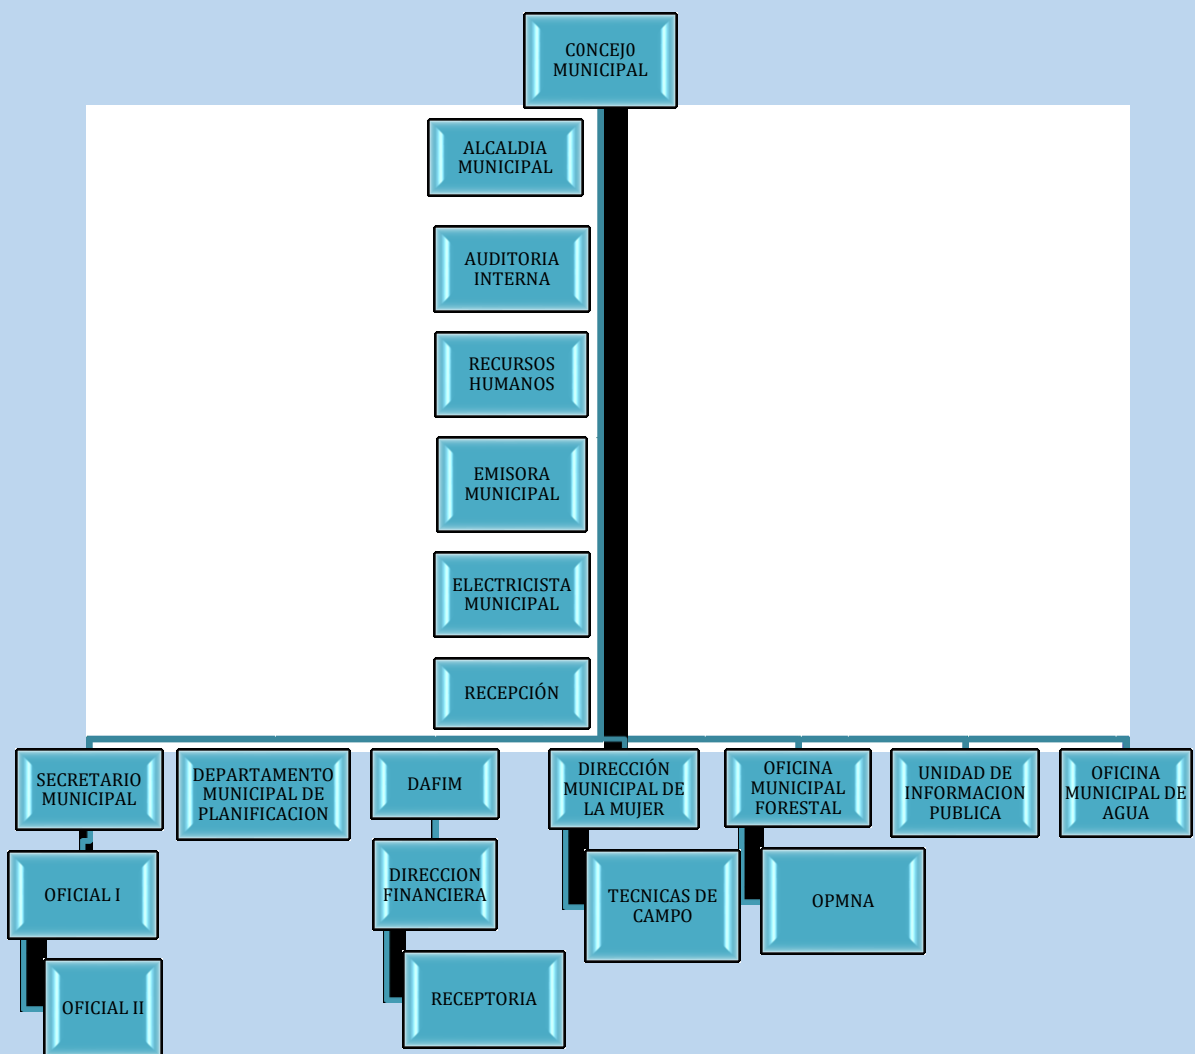 C0NCEJ0
MUNICIPAL
ALCALDIA
MUNICIPAL
AUDITORIA
INTERNA
RECURSOS
HUMANOS
EMISORA
MUNICIPAL
ELECTRICISTA
MUNICIPAL
RECEPCIÓN
SECRETARIO
MUNICIPAL
DEPARTAMENTO
MUNICIPAL DE
PLANIFICACION
DAFIM
DIRECCIÓN
MUNICIPAL DE
LA MUJER
OFICINA
MUNICIPAL
FORESTAL
UNIDAD DE
INFORMACION
PUBLICA
OFICINA
MUNICIPAL DE
AGUA
OFICIAL I
DIRECCION
FINANCIERA
TECNICAS DE
CAMPO
OPMNA
OFICIAL II
RECEPTORIA